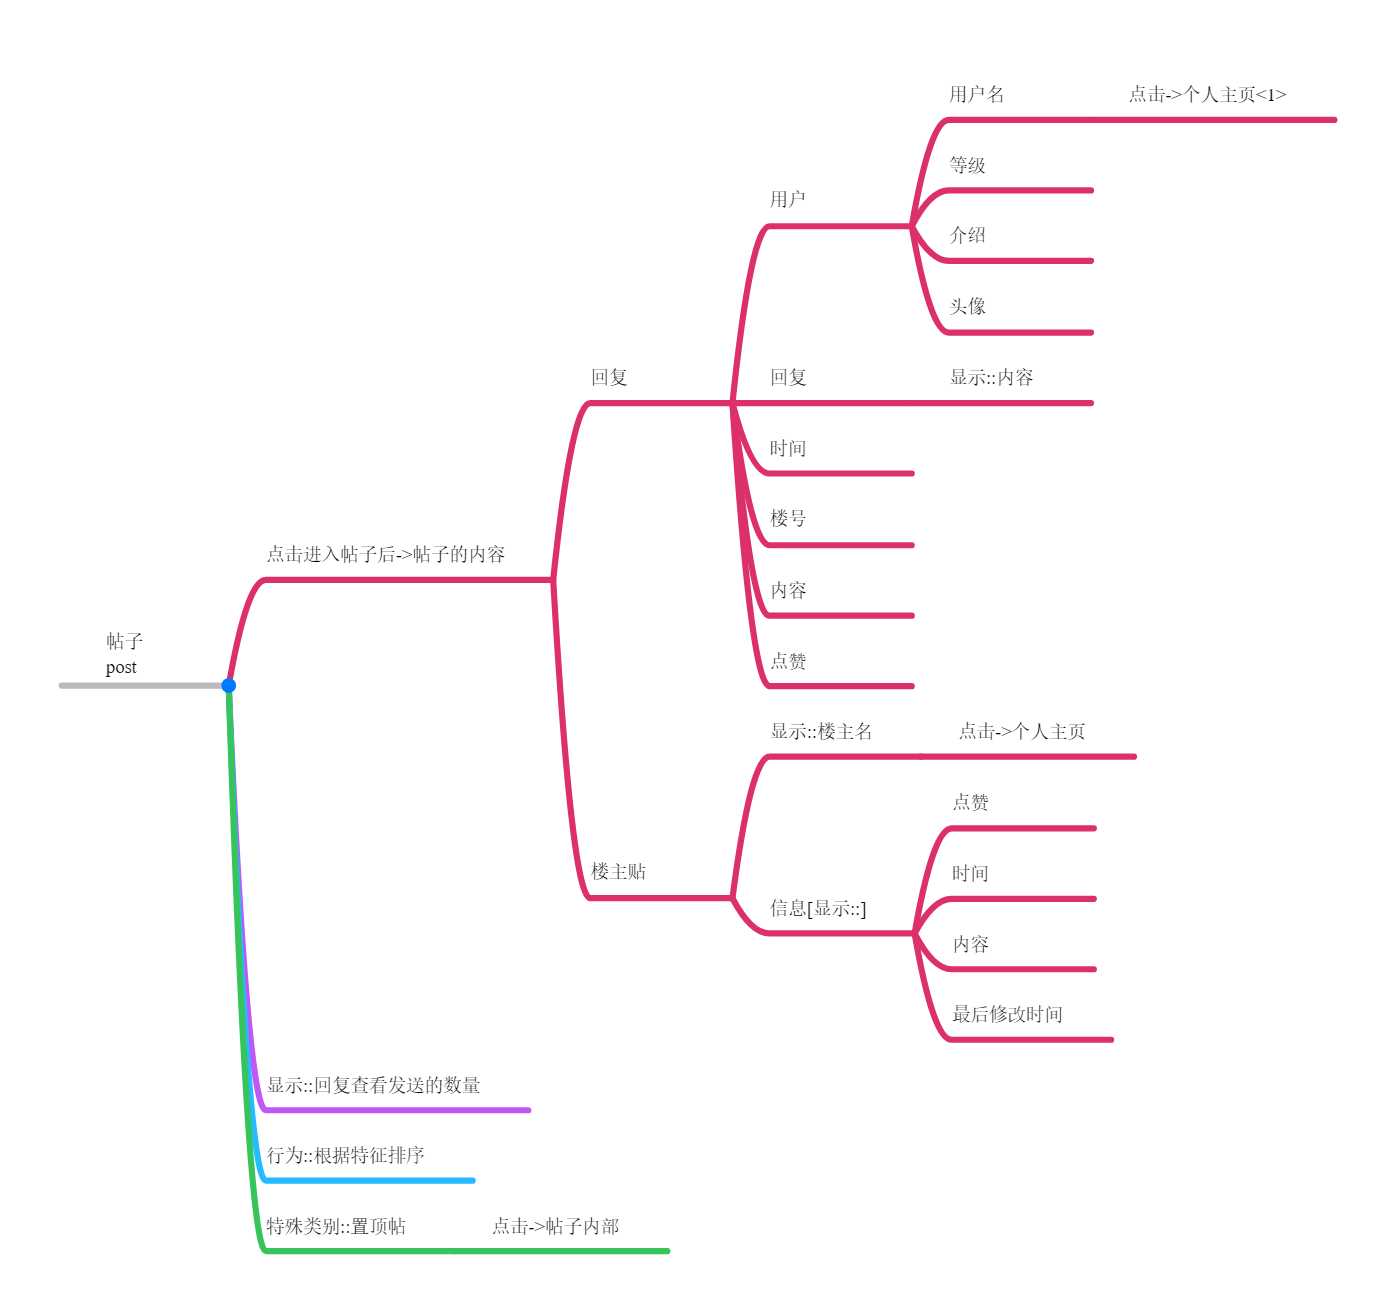 用户名
点击->个人主页<1>
等级
用户
介绍
头像
回复
回复
显示::内容
时间
楼号
点击进入帖子后->帖子的内容
内容
帖子
post
点赞
显示::楼主名
点击->个人主页
点赞
楼主贴
时间
信息[显示::]
内容
最后修改时间
显示::回复查看发送的数量
行为::根据特征排序
特殊类别::置顶帖
点击->帖子内部